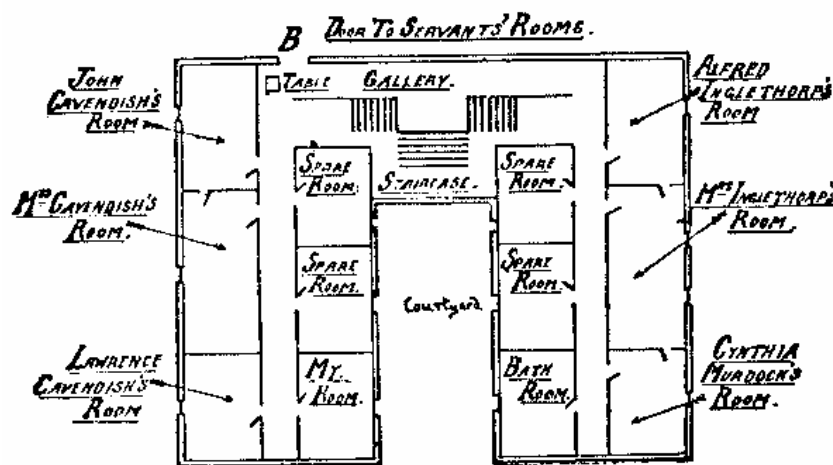 B DOOR TO SERVANTS' ROOMS.
JOHN
CAVENDISH'S
ROOM
TABLE GALLERY.
ALFRED
INGLETHORP'S
ROOM
SPARE
ROOM.
STAIRCASE.
SPARE
ROOM.
MRS CAVENDISH'S
ROOM.
MRS INGLETHORP'S
ROOM.
SPARE
ROOM.
Courtyard
SPARE
ROOM.
LAWRENCE
CAVENDISH'S
ROOM
MY.
ROOM.
BATH
ROOM.
CYNTHIA
MURDOCK'S
ROOM.